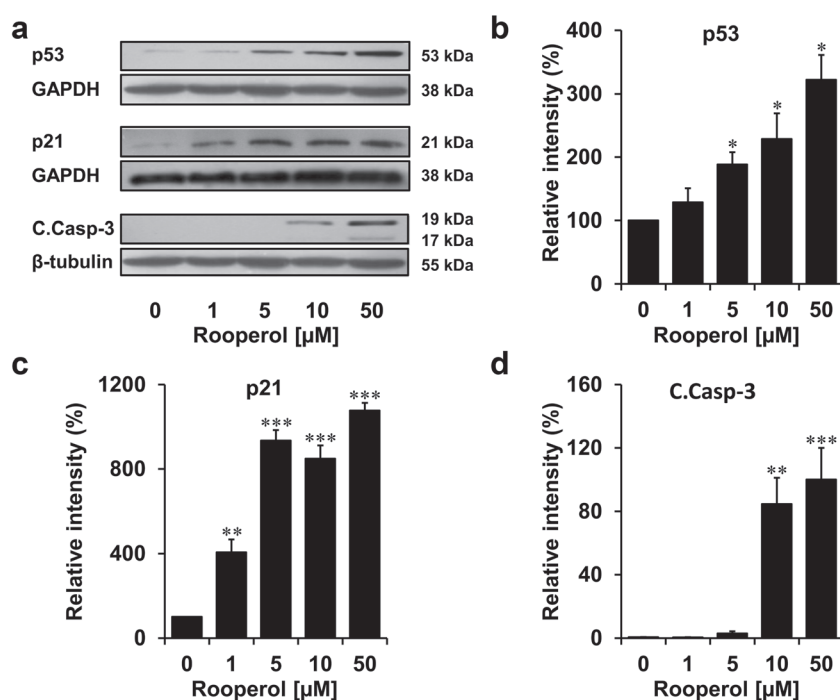 a
p53 53 kDa
GAPDH 38 kDa
p21 21 kDa
GAPDH 38 kDa
C.Casp-3 19 kDa
17 kDa
β-tubulin 55 kDa
0 1 5 10 50
Rooperol [µM]
b
p53
Relative intensity (%)
400
300
200
100
0
*
*
*
*
0 1 5 10 50
Rooperol [µM]
c
p21
Relative intensity (%)
1200
800
400
0
**
***
***
***
0 1 5 10 50
Rooperol [µM]
d
C.Casp-3
Relative intensity (%)
160
120
80
40
0
**
***
0 1 5 10 50
Rooperol [µM]